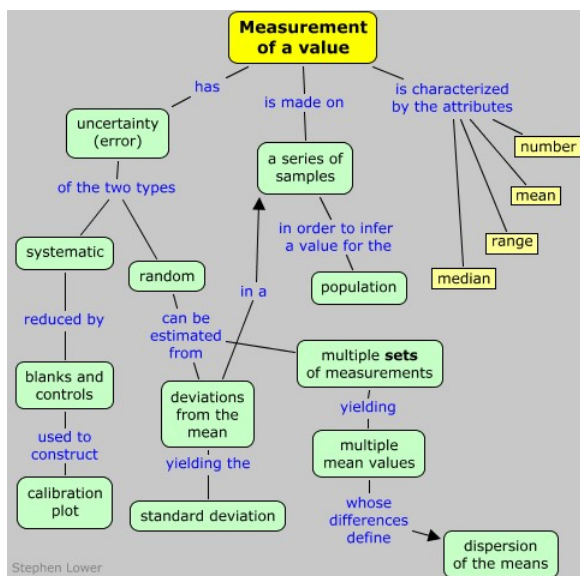 Measurement
of a value
has
is made on
is characterized
by the attributes
uncertainty
(error)
a series of
samples
number
mean
range
median
of the two types
in order to infer
a value for the
systematic
random
in a
population
reduced by
can be
estimated
from
multiple sets
of measurements
blanks and
controls
deviations
from the
mean
yielding
used to
construct
yielding the
multiple
mean values
calibration
plot
standard deviation
whose
differences
define
dispersion
of the means
Stephen Lower